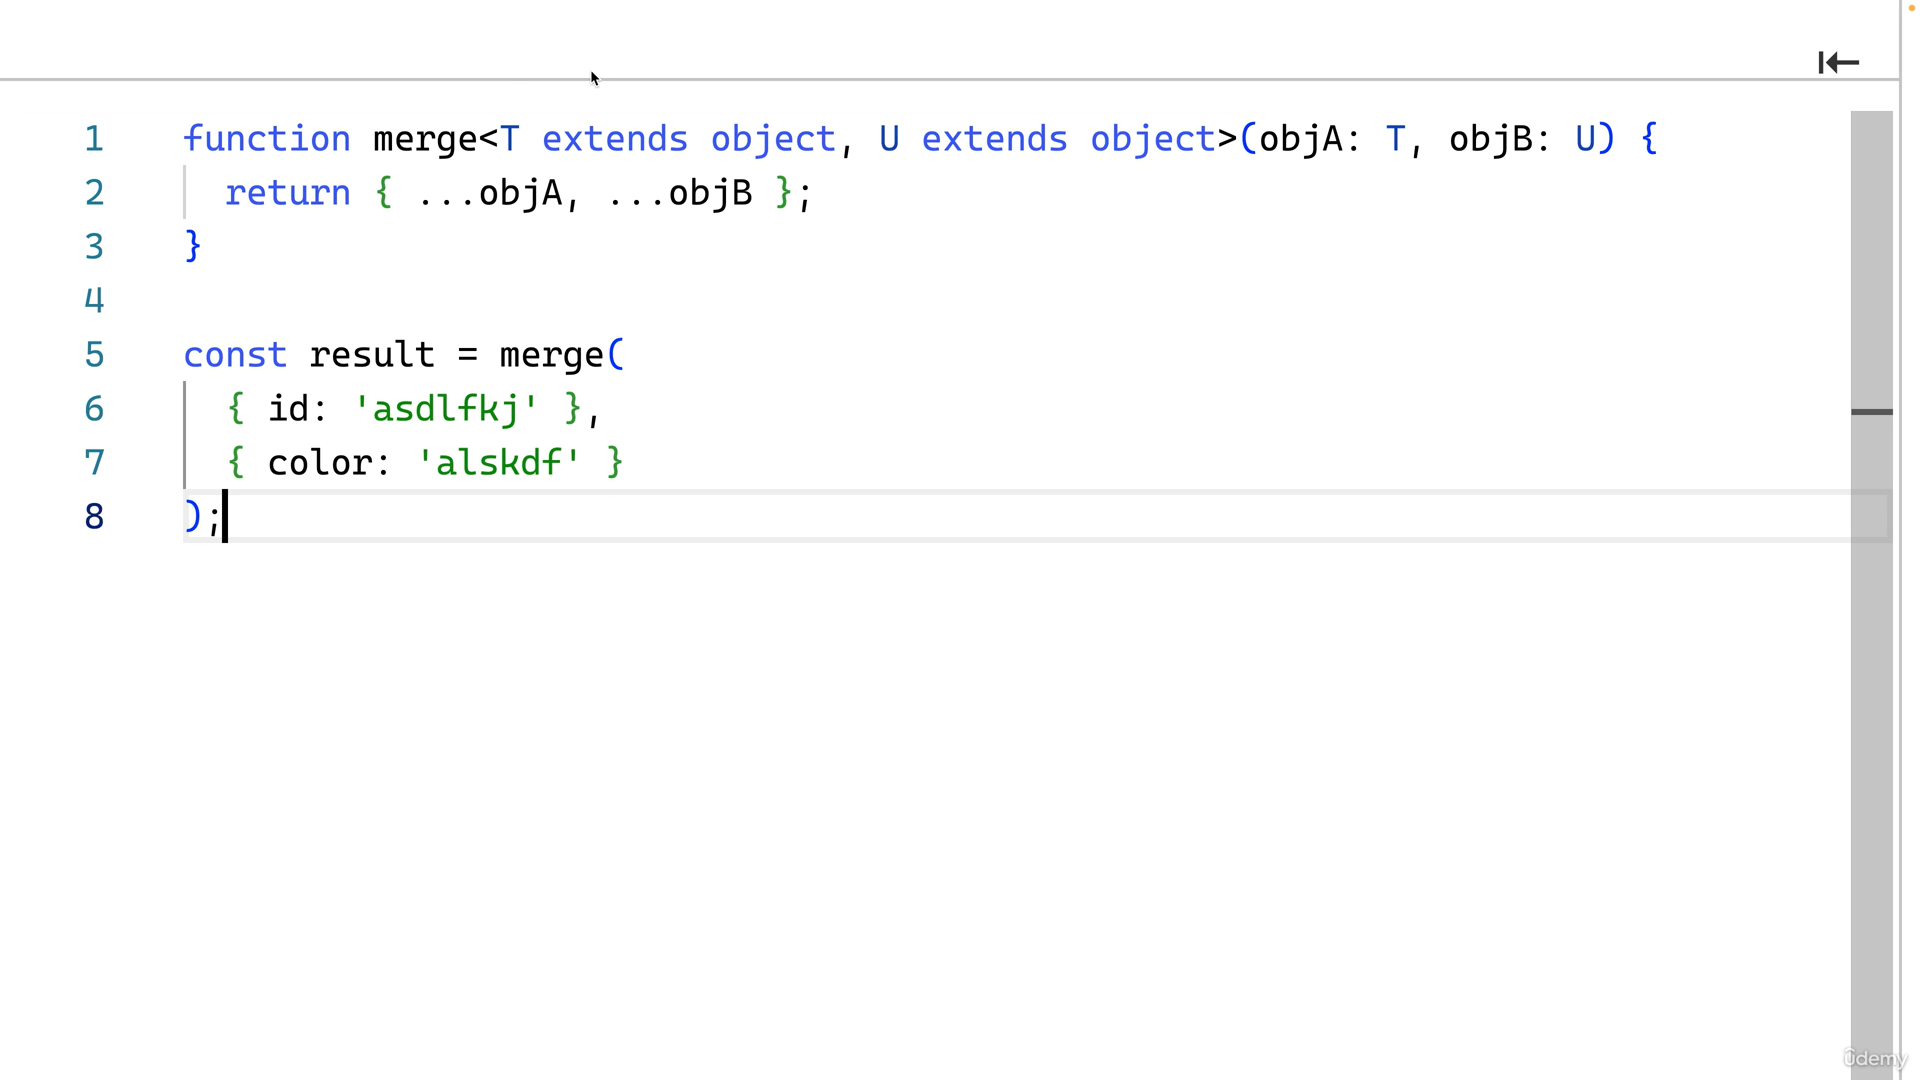 1 function merge<T extends object, U extends object>(objA: T, objB: U) {
2   return { ...objA, ...objB };
3 }
4
5 const result = merge(
6   { id: 'asdlfkj' },
7   { color: 'alskdf' }
8 );
ûdemy